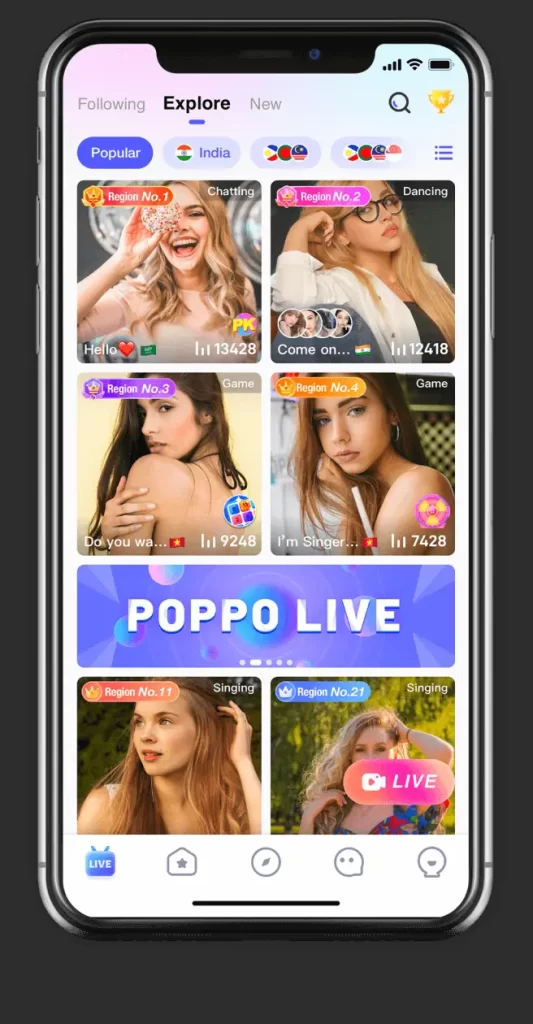 Following Explore New
Popular India
Region No.1 Chatting
Region No.2 Dancing
PK
Hello 13428
Come on... 12418
Region No.3 Game
Region No.4 Game
Do you wa... 9248
I'm Singer... 7428
POPPO LIVE
Region No.11 Singing
Region No.21 Singing
LIVE
LIVE